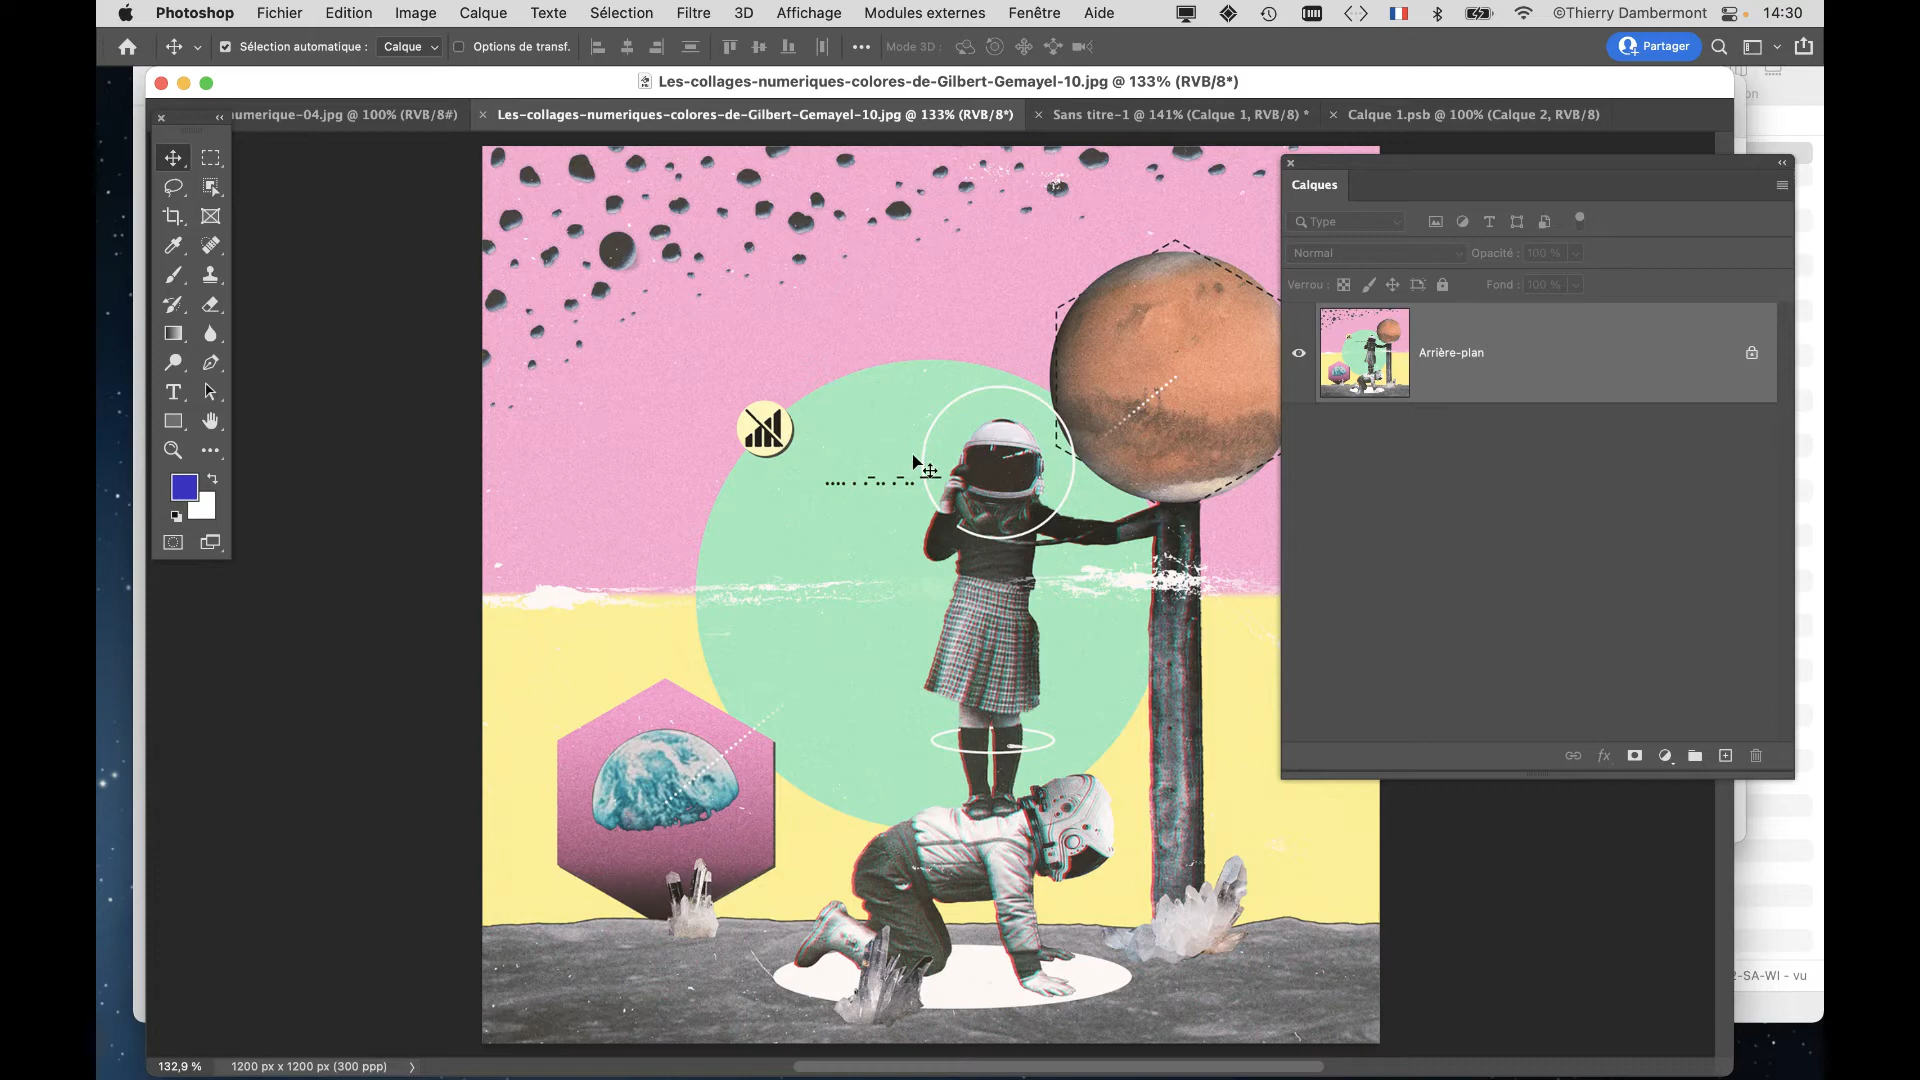 Photoshop Fichier Edition Image Calque Texte Sélection Filtre 3D Affichage Modules externes Fenêtre Aide ©Thierry Dambermont 14:30
Sélection automatique : Calque Options de transf. Mode 3D : Partager
Les-collages-numeriques-colores-de-Gilbert-Gemayel-10.jpg @ 133% (RVB/8*)
umerique-04.jpg @ 100% (RVB/8#) Les-collages-numeriques-colores-de-Gilbert-Gemayel-10.jpg @ 133% (RVB/8*) Sans titre-1 @ 141% (Calque 1, RVB/8) * Calque 1.psb @ 100% (Calque 2, RVB/8)
Calques
Type
Normal Opacité : 100 %
Verrou : Fond : 100 %
Arrière-plan
2-SA-WI - vu
132,9 % 1200 px x 1200 px (300 ppp)